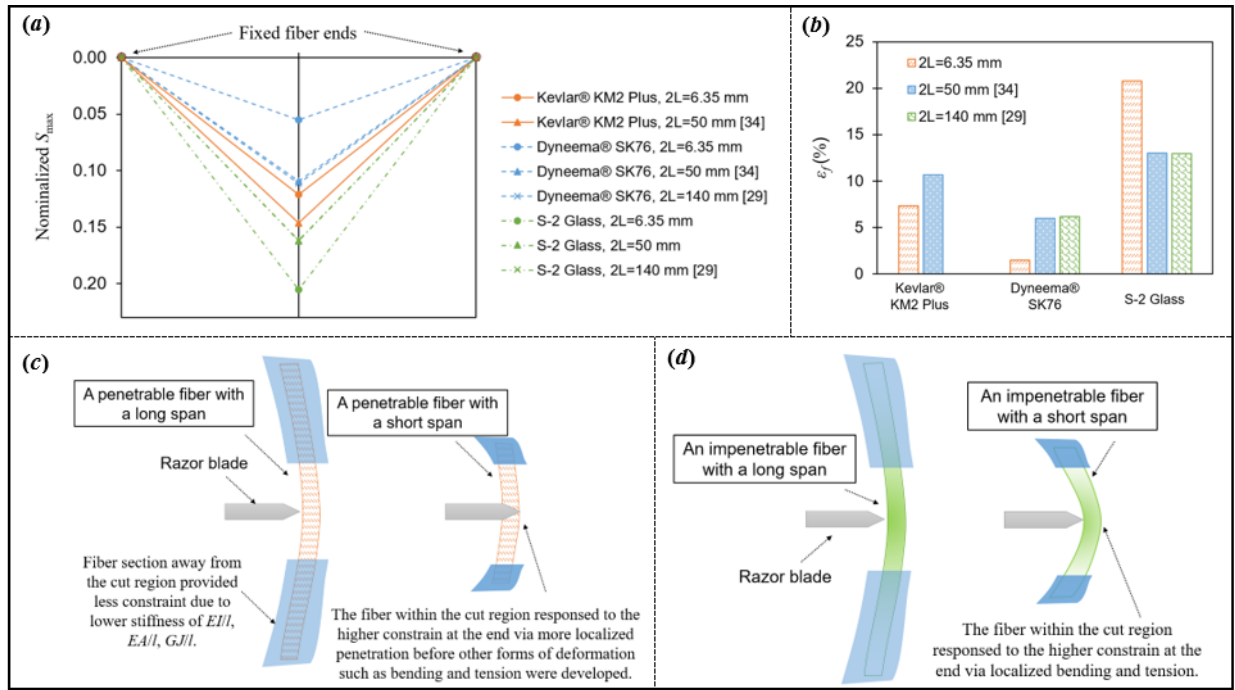 (a)
Fixed fiber ends
Nominalized Smax
0.00
0.05
0.10
0.15
0.20
Kevlar® KM2 Plus, 2L=6.35 mm
Kevlar® KM2 Plus, 2L=50 mm [34]
Dyneema® SK76, 2L=6.35 mm
Dyneema® SK76, 2L=50 mm [34]
Dyneema® SK76, 2L=140 mm [29]
S-2 Glass, 2L=6.35 mm
S-2 Glass, 2L=50 mm
S-2 Glass, 2L=140 mm [29]
(b)
εf(%)
25
20
15
10
5
0
2L=6.35 mm
2L=50 mm [34]
2L=140 mm [29]
Kevlar®
KM2 Plus
Dyneema®
SK76
S-2 Glass
(c)
A penetrable fiber with
a long span
A penetrable fiber with
a short span
Razor blade
Fiber section away from
the cut region provided
less constraint due to
lower stiffness of EI/l,
EA/l, GJ/l.
The fiber within the cut region responsed to the
higher constrain at the end via more localized
penetration before other forms of deformation
such as bending and tension were developed.
(d)
An impenetrable fiber
with a long span
An impenetrable fiber
with a short span
Razor blade
The fiber within the cut region
responsed to the higher constrain at the
end via localized bending and tension.